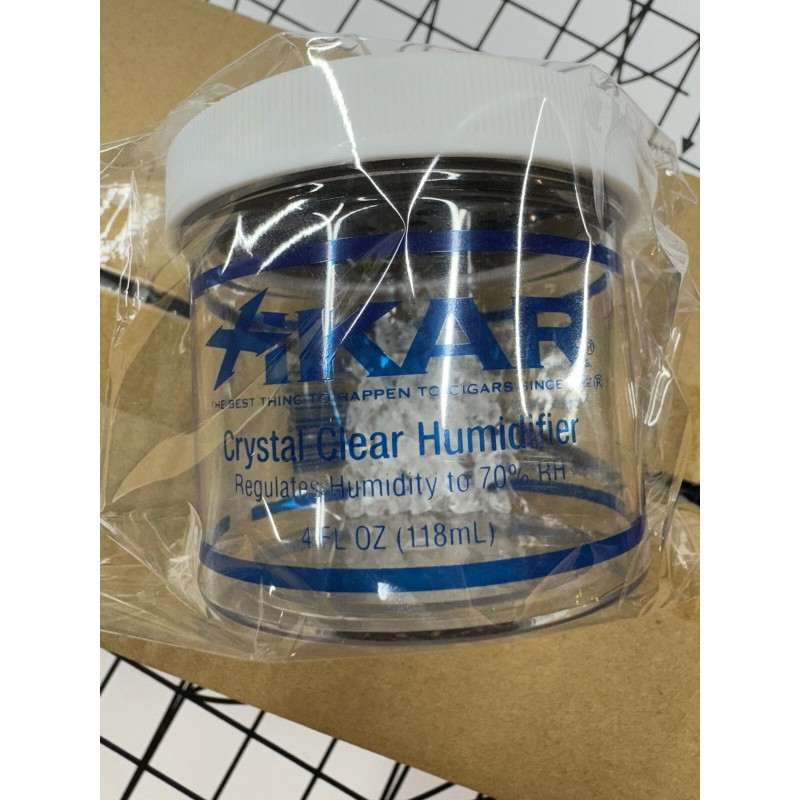 XIKAR®
THE BEST THING TO HAPPEN TO CIGARS SINCE FIRE®
Crystal Clear Humidifier
Regulates Humidity to 70% RH
4 FL OZ (118mL)